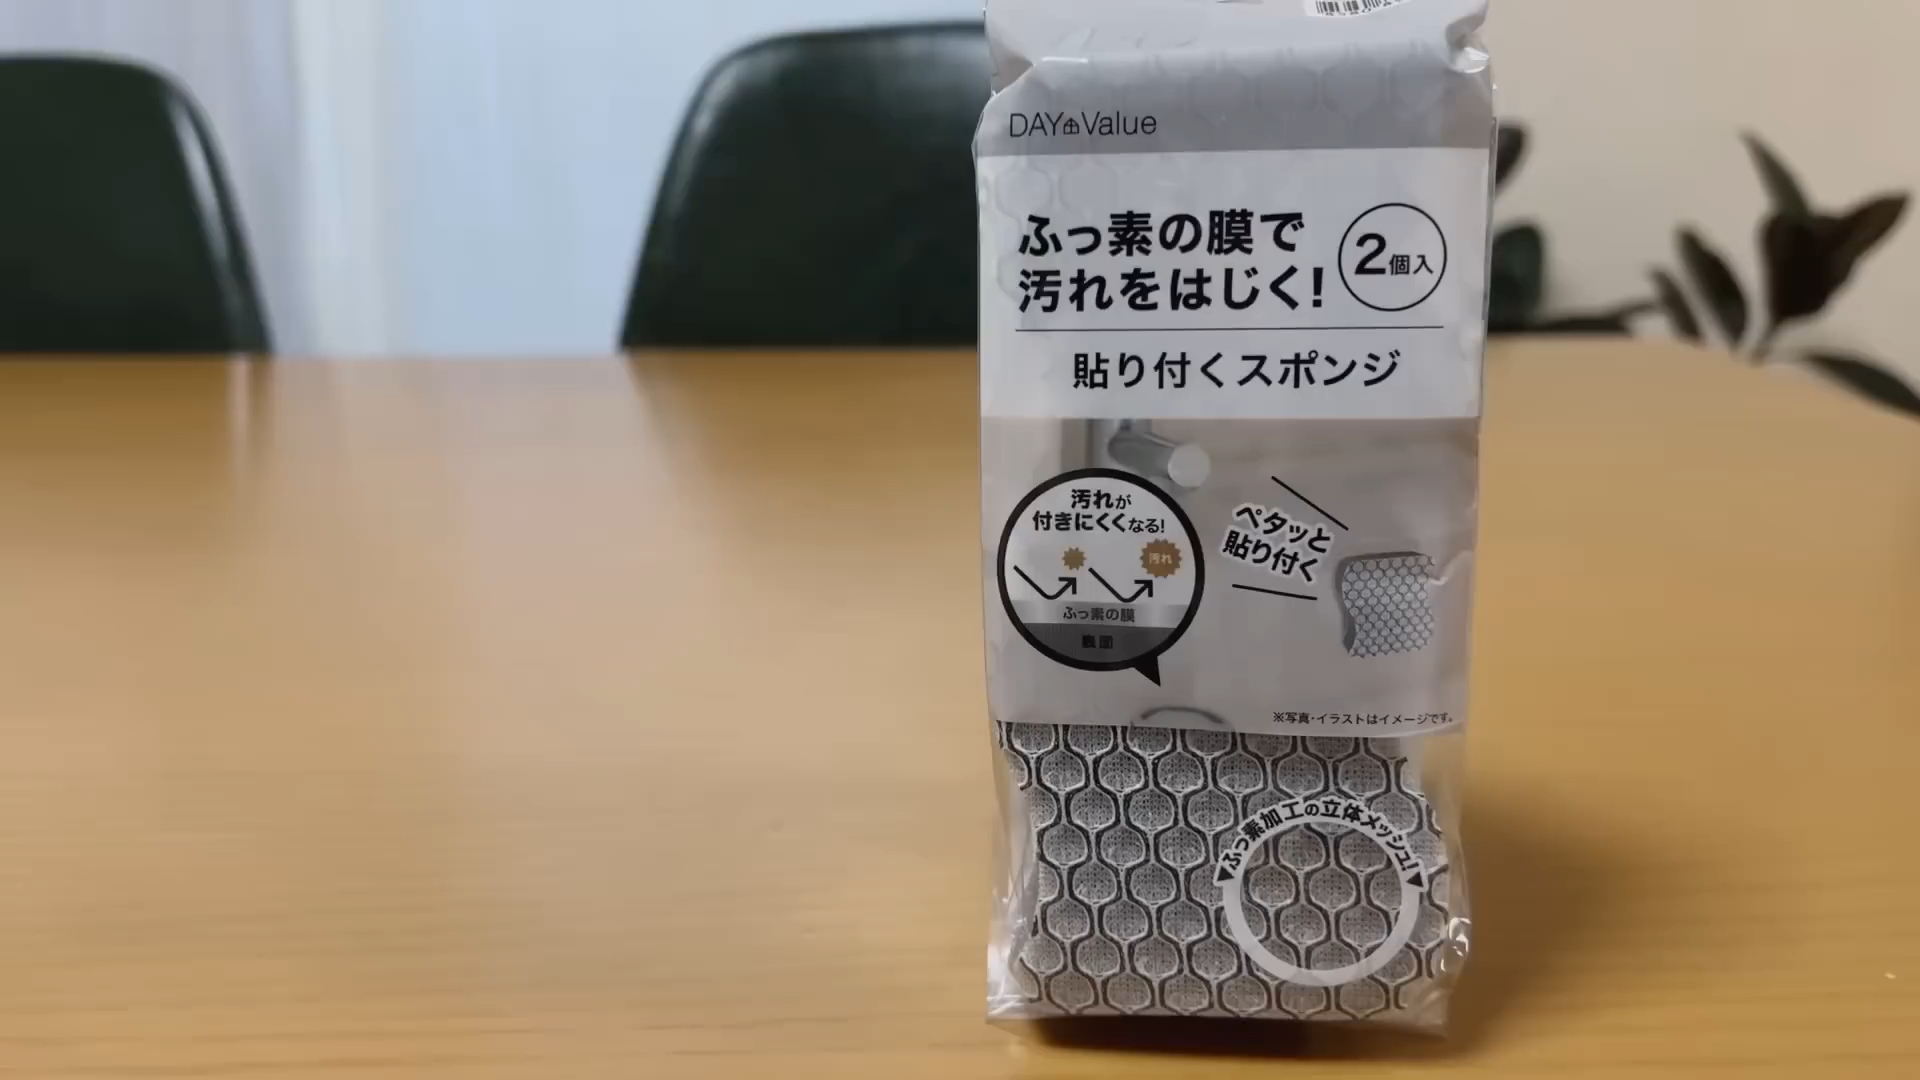 DAY Value
ふっ素の膜で
汚れをはじく!
2個入
貼り付くスポンジ
汚れが
付きにくくなる!
汚れ
ふっ素の膜
表面
ペタッと
貼り付く
※写真・イラストはイメージです。
▼ふっ素加工の立体メッシュ!▼